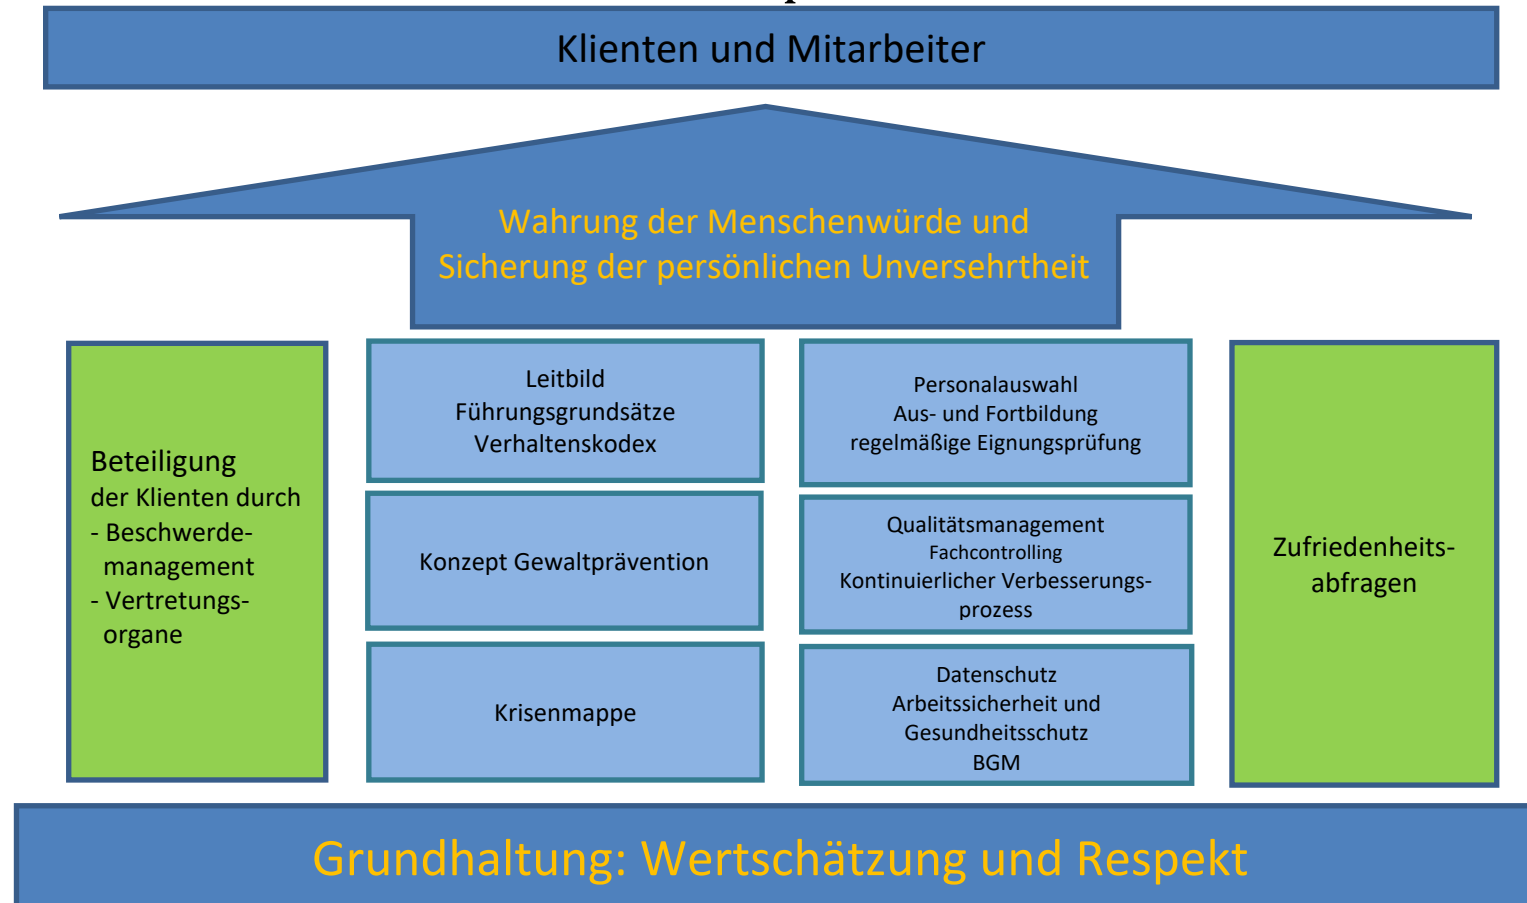 Klienten und Mitarbeiter
Wahrung der Menschenwürde und
Sicherung der persönlichen Unversehrtheit
Beteiligung
der Klienten durch
- Beschwerde-
management
- Vertretungs-
organe
Leitbild
Führungsgrundsätze
Verhaltenskodex
Konzept Gewaltprävention
Krisenmappe
Personalauswahl
Aus- und Fortbildung
regelmäßige Eignungsprüfung
Qualitätsmanagement
Fachcontrolling
Kontinuierlicher Verbesserungs-
prozess
Datenschutz
Arbeitssicherheit und
Gesundheitsschutz
BGM
Zufriedenheits-
abfragen
Grundhaltung: Wertschätzung und Respekt